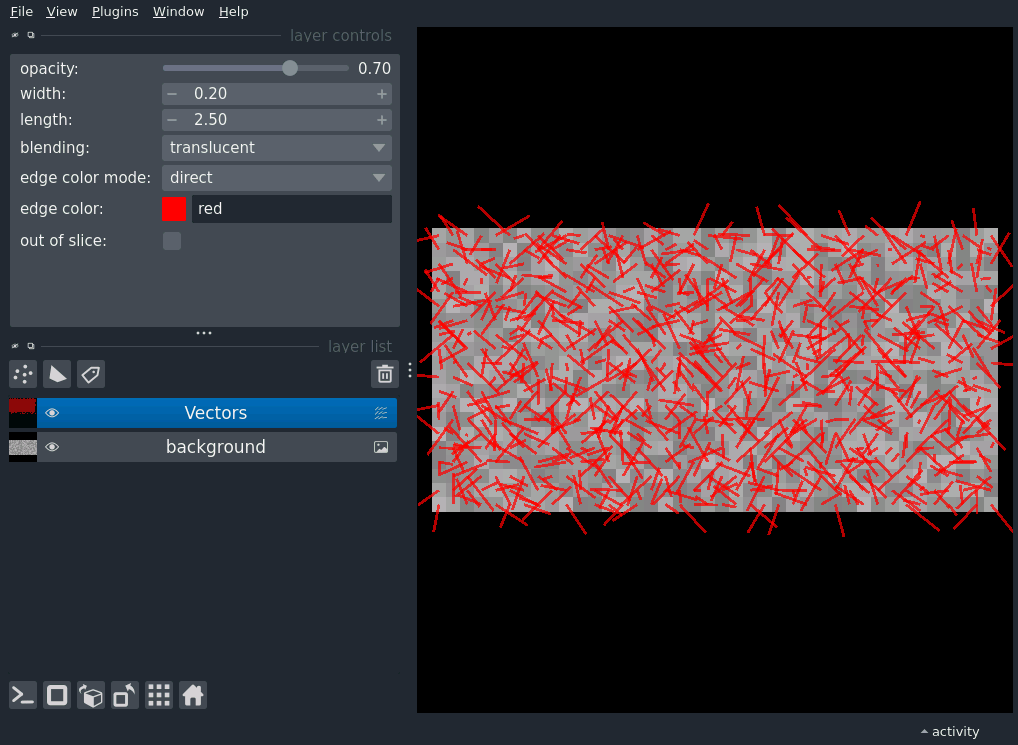 File View Plugins Window Help
layer controls
opacity: 0.70
width: − 0.20 +
length: − 2.50 +
blending: translucent
edge color mode: direct
edge color: red
out of slice:
layer list
Vectors
background
activity